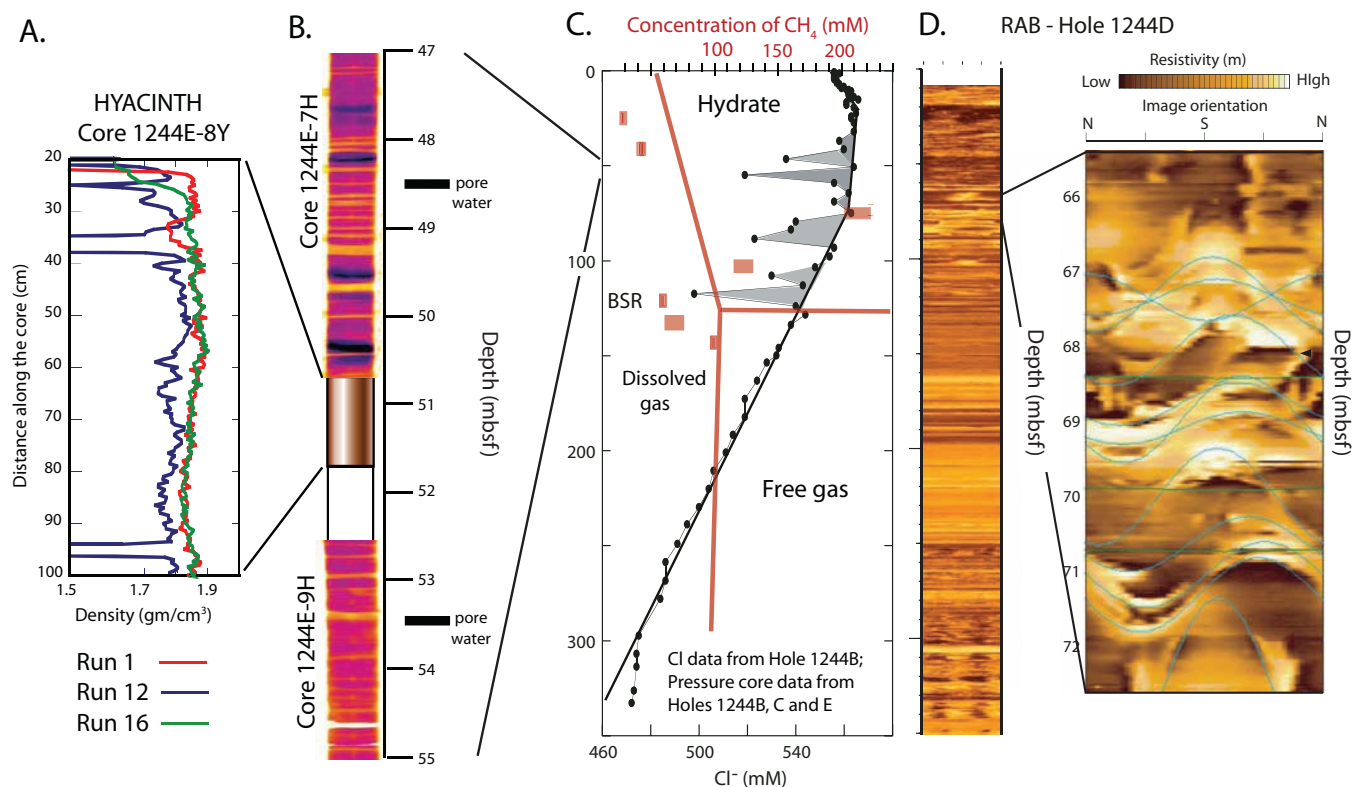 A.
HYACINTH
Core 1244E-8Y
20
30
40
50
60
70
80
90
100
Distance along the core (cm)
1.5 1.7 1.8 1.9
Density (gm/cm³)
Run 1
Run 12
Run 16
B.
Core 1244E-7H
Core 1244E-9H
47
48
pore
water
49
50
51
52
53
pore
water
54
55
Depth (mbsf)
C.
Concentration of CH₄ (mM)
100 150 200
0
100
200
300
Hydrate
BSR
Dissolved
gas
Free gas
Cl data from Hole 1244B;
Pressure core data from
Holes 1244B, C and E
460 500 540
Cl⁻ (mM)
D.
RAB - Hole 1244D
Resistivity (m)
Low HIgh
Image orientation
N S N
66
67
68
69
70
71
72
Depth (mbsf)
Depth (mbsf)